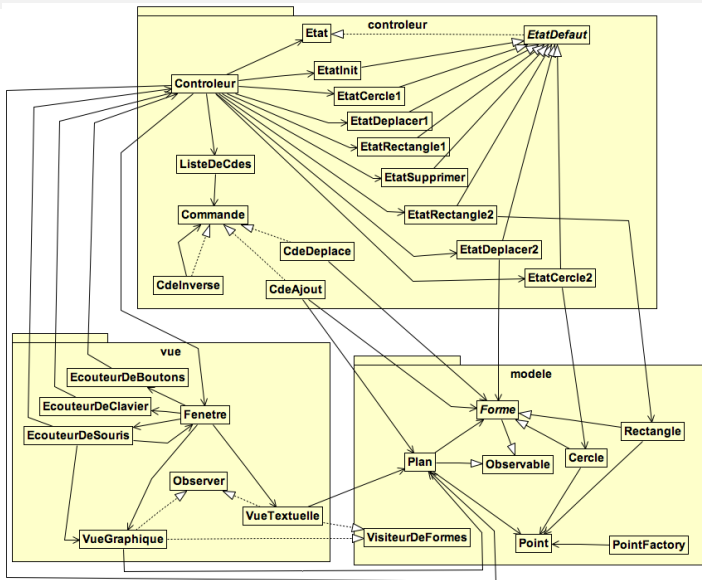 controleur
Etat
EtatDefaut
EtatInit
Controleur
EtatCercle1
EtatDeplacer1
EtatRectangle1
ListeDeCdes
EtatSupprimer
Commande
EtatRectangle2
CdeDeplace
EtatDeplacer2
CdeInverse
CdeAjout
EtatCercle2
vue
modele
EcouteurDeBoutons
EcouteurDeClavier
Fenetre
Forme
EcouteurDeSouris
Rectangle
Plan
Observable
Cercle
Observer
VueTextuelle
VueGraphique
VisiteurDeFormes
Point
PointFactory